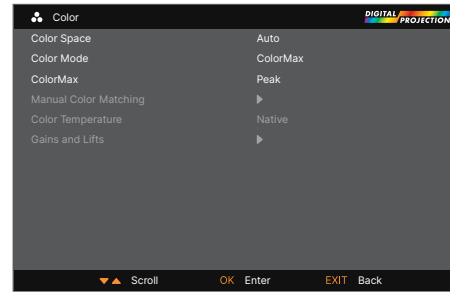 Color
DIGITAL PROJECTION
Color Space Auto
Color Mode ColorMax
ColorMax Peak
Manual Color Matching
Color Temperature Native
Gains and Lifts
Scroll OK Enter EXIT Back